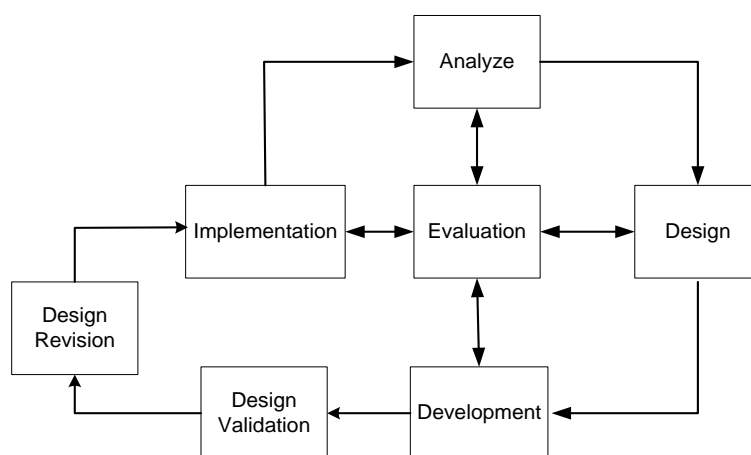 Analyze
Implementation
Evaluation
Design
Design
Revision
Design
Validation
Development